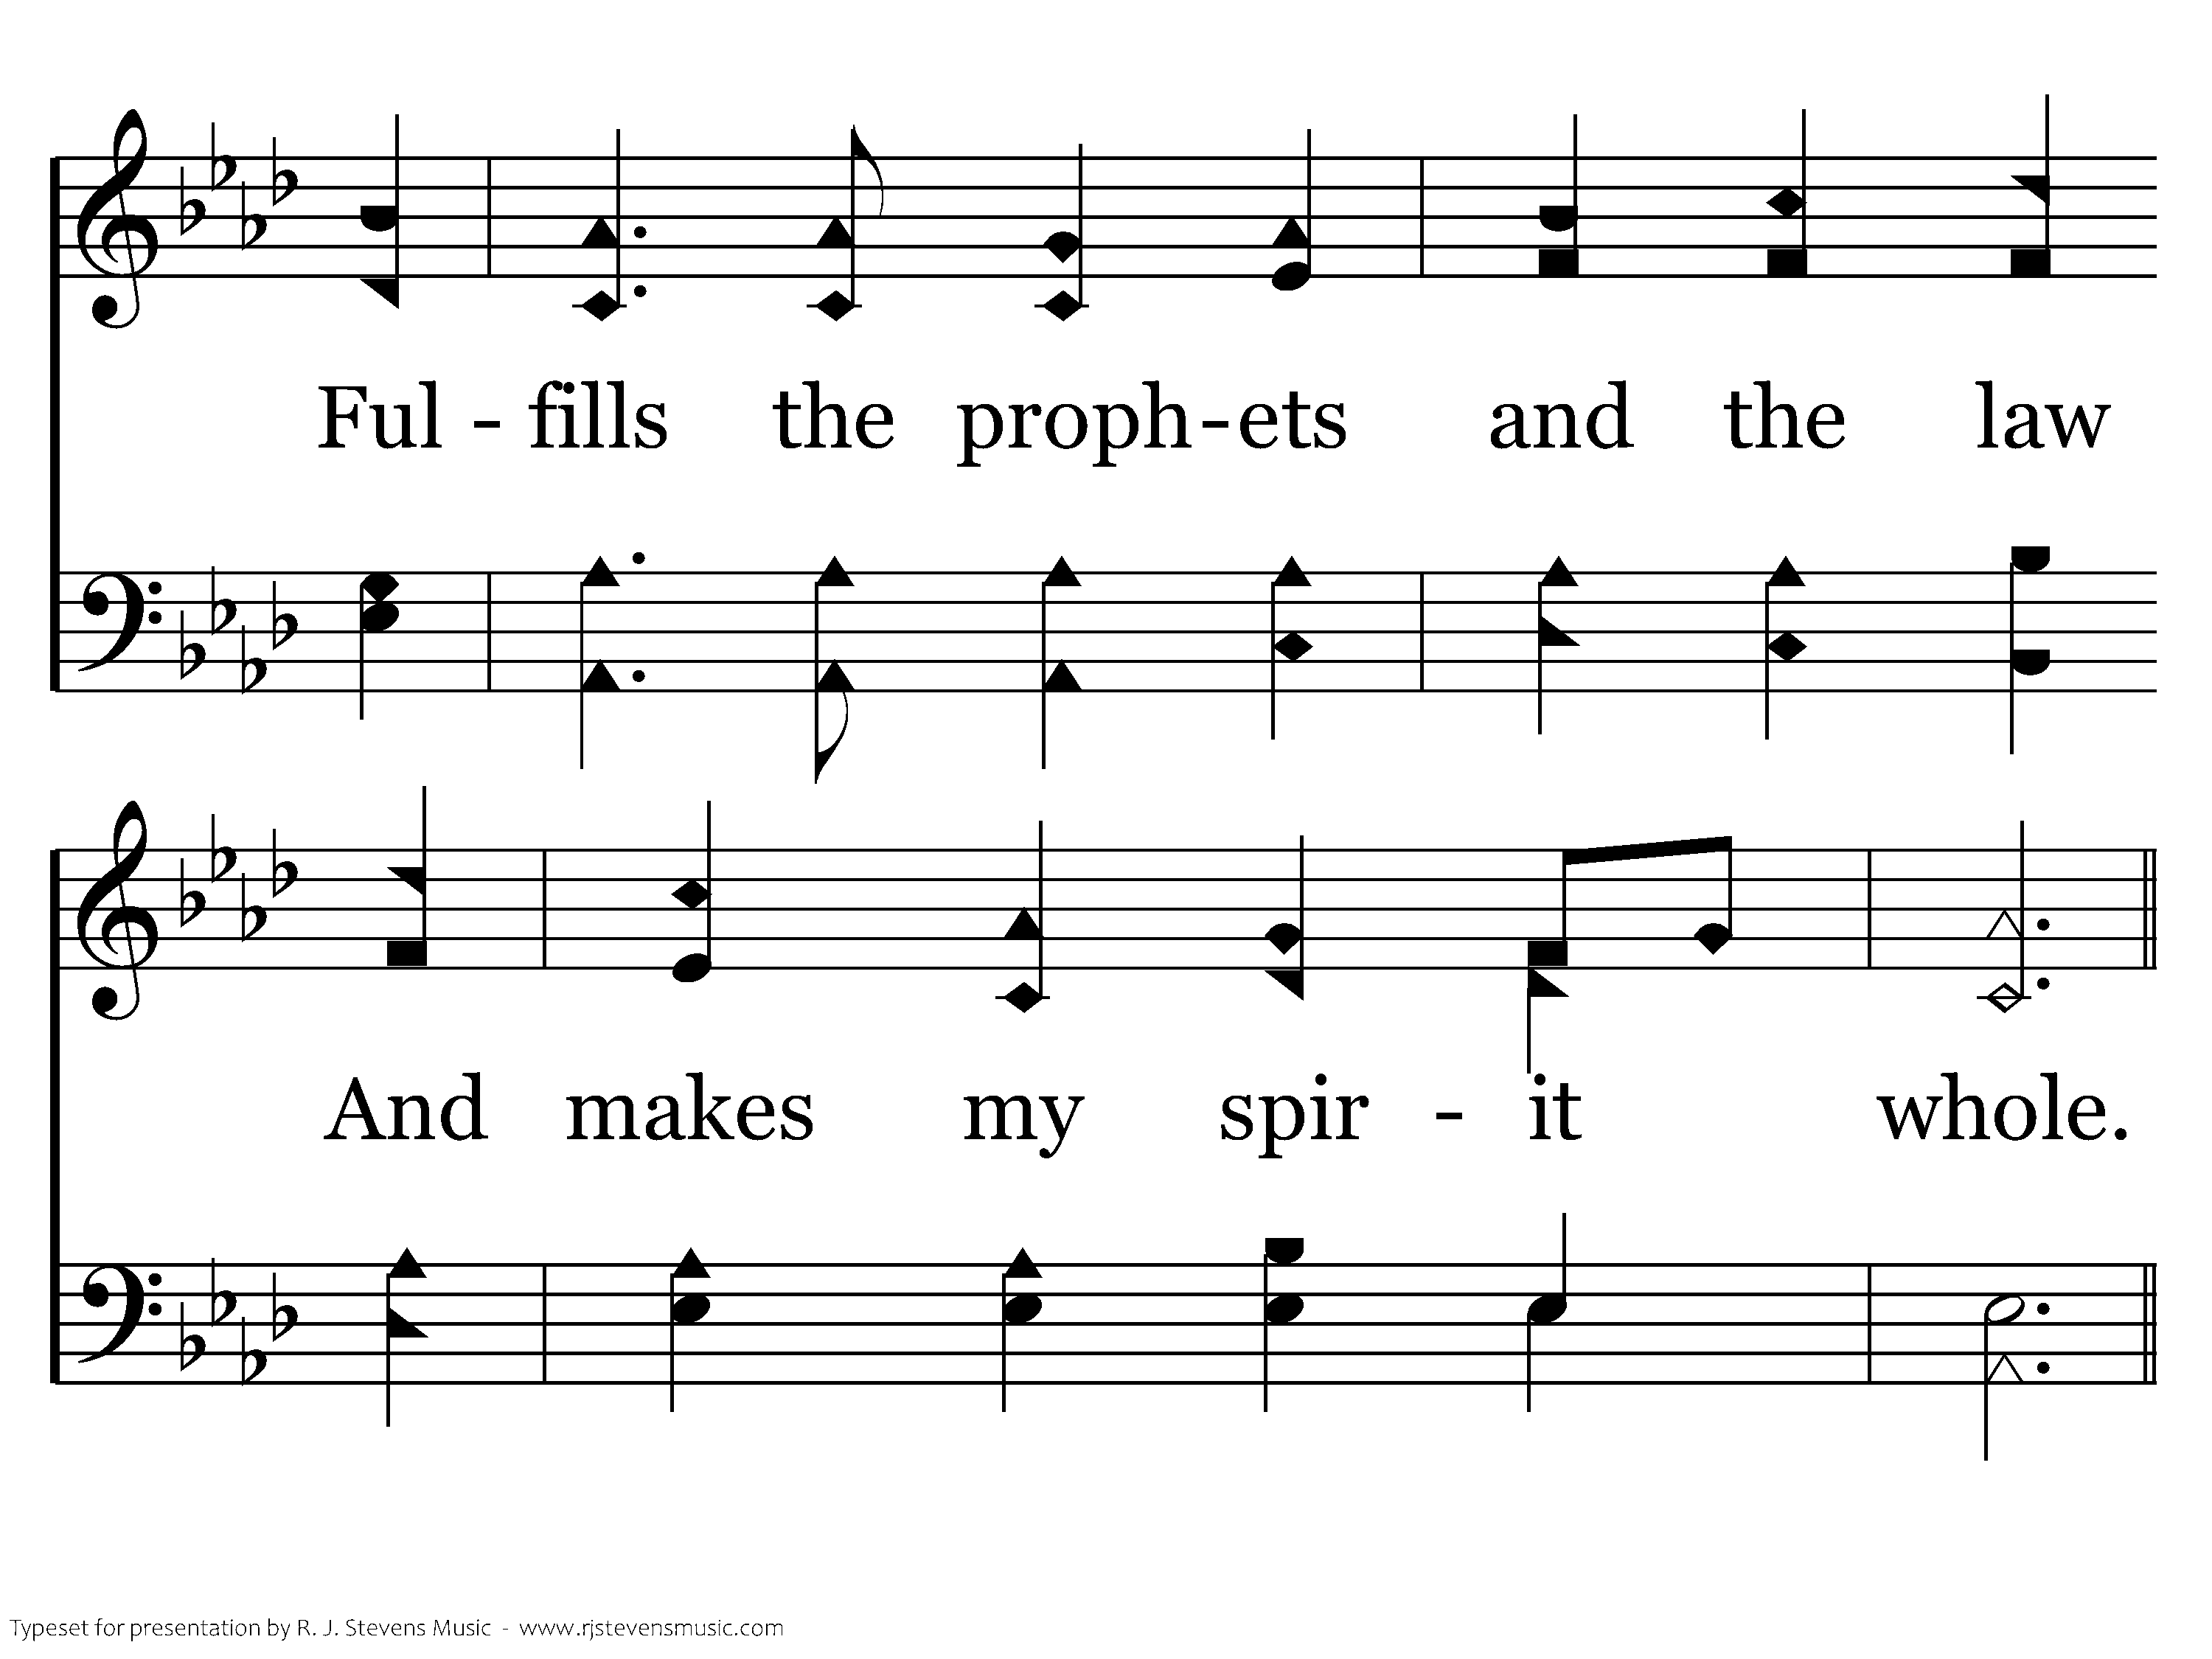 Ful - fills the proph-ets and the law
And makes my spir - it whole.
Typeset for presentation by R. J. Stevens Music - www.rjstevensmusic.com